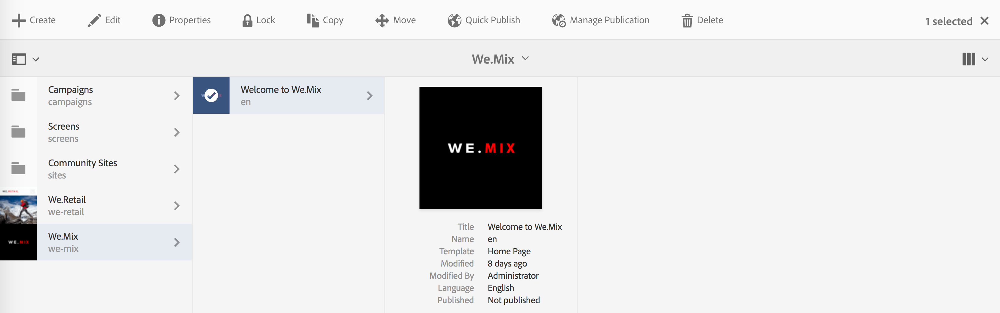 Create Edit Properties Lock Copy Move Quick Publish Manage Publication Delete 1 selected
We.Mix
Campaigns
campaigns
Screens
screens
Community Sites
sites
WE.RETAIL
We.Retail
we-retail
WE.MIX
We.Mix
we-mix
Welcome to We.Mix
en
WE.MIX
Title Welcome to We.Mix
Name en
Template Home Page
Modified 8 days ago
Modified By Administrator
Language English
Published Not published